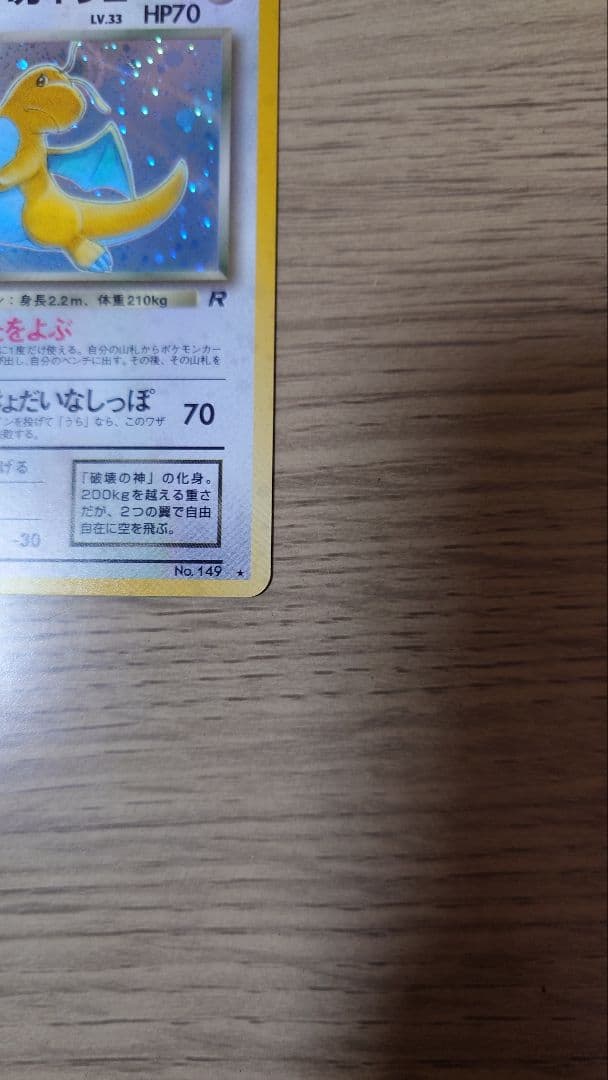 LV.33 HP70
:身長2.2m、体重210kg R
をよぶ
に1度だけ使える。自分の山札からポケモンカー
出し、自分のベンチに出す。その後、その山札を
ょだいなしっぽ 70
インを投げて「うら」なら、このワザ
敗する。
げる
「破壊の神」の化身。
200kgを越える重さ
だが、2つの翼で自由
自在に空を飛ぶ。
-30
No.149 ★